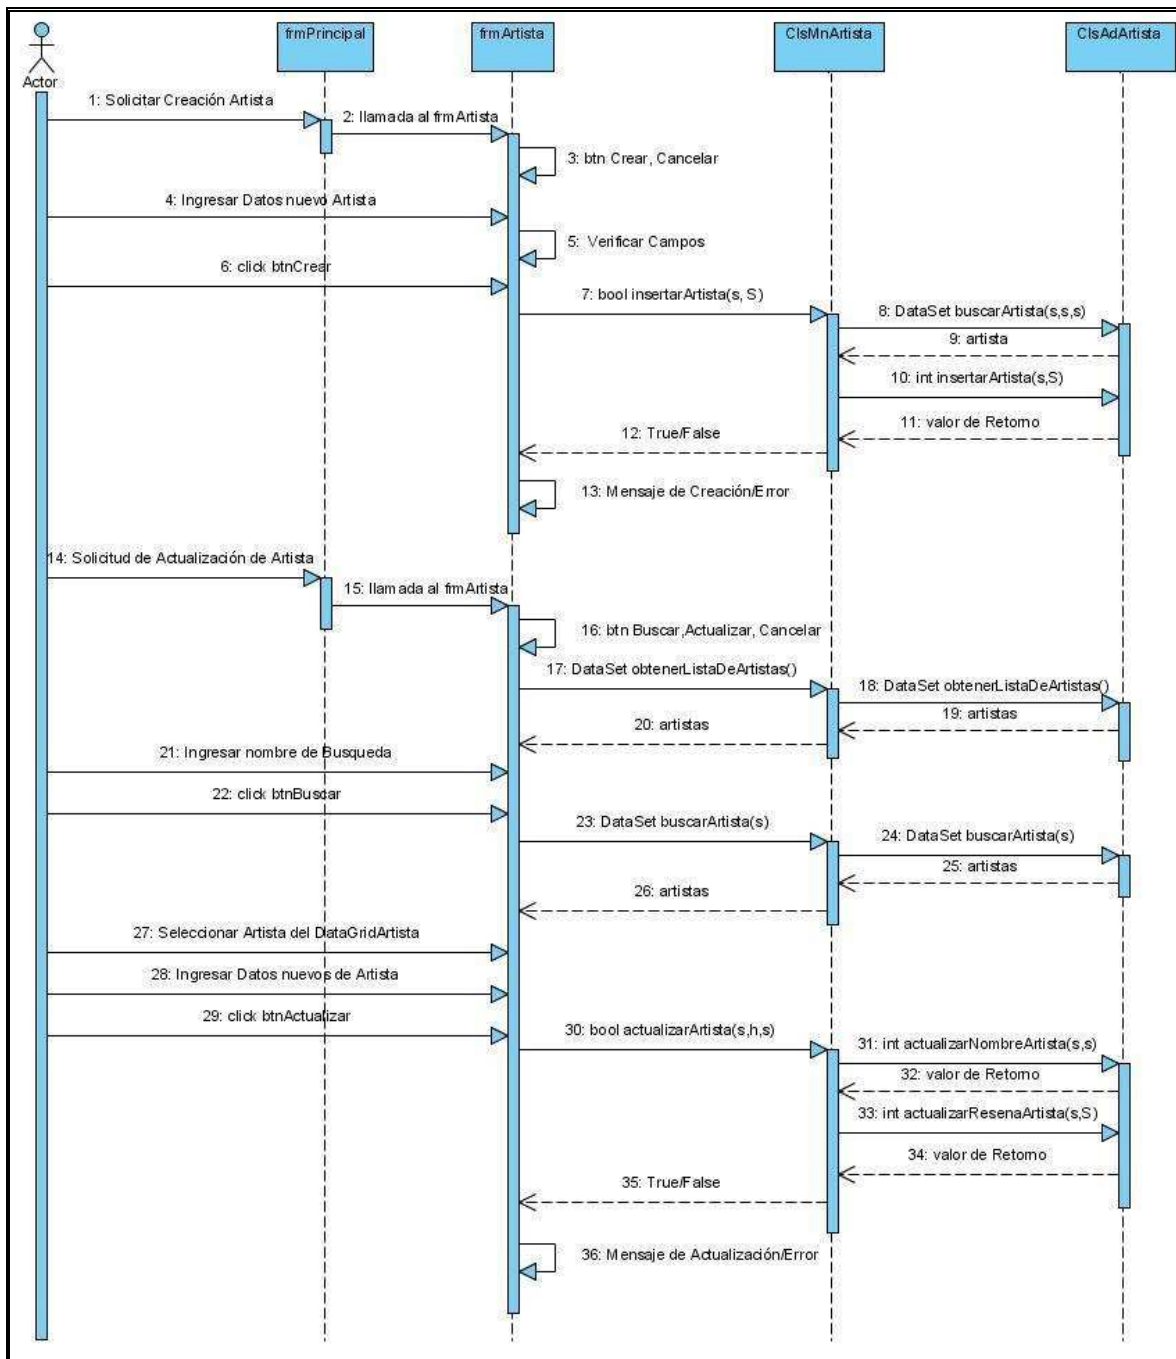 frmPrincipal
frmArtista
ClsMnArtista
ClsAdArtista
Actor
1: Solicitar Creación Artista
2: llamada al frmArtista
3: btn Crear, Cancelar
4: Ingresar Datos nuevo Artista
5: Verificar Campos
6: click btnCrear
7: bool insertarArtista(s, S)
8: DataSet buscarArtista(s,s,s)
9: artista
10: int insertarArtista(s,S)
11: valor de Retorno
12: True/False
13: Mensaje de Creación/Error
14: Solicitud de Actualización de Artista
15: llamada al frmArtista
16: btn Buscar,Actualizar, Cancelar
17: DataSet obtenerListaDeArtistas()
18: DataSet obtenerListaDeArtistas()
19: artistas
20: artistas
21: Ingresar nombre de Busqueda
22: click btnBuscar
23: DataSet buscarArtista(s)
24: DataSet buscarArtista(s)
25: artistas
26: artistas
27: Seleccionar Artista del DataGridArtista
28: Ingresar Datos nuevos de Artista
29: click btnActualizar
30: bool actualizarArtista(s,h,s)
31: int actualizarNombreArtista(s,s)
32: valor de Retorno
33: int actualizarResenaArtista(s,S)
34: valor de Retorno
35: True/False
36: Mensaje de Actualización/Error